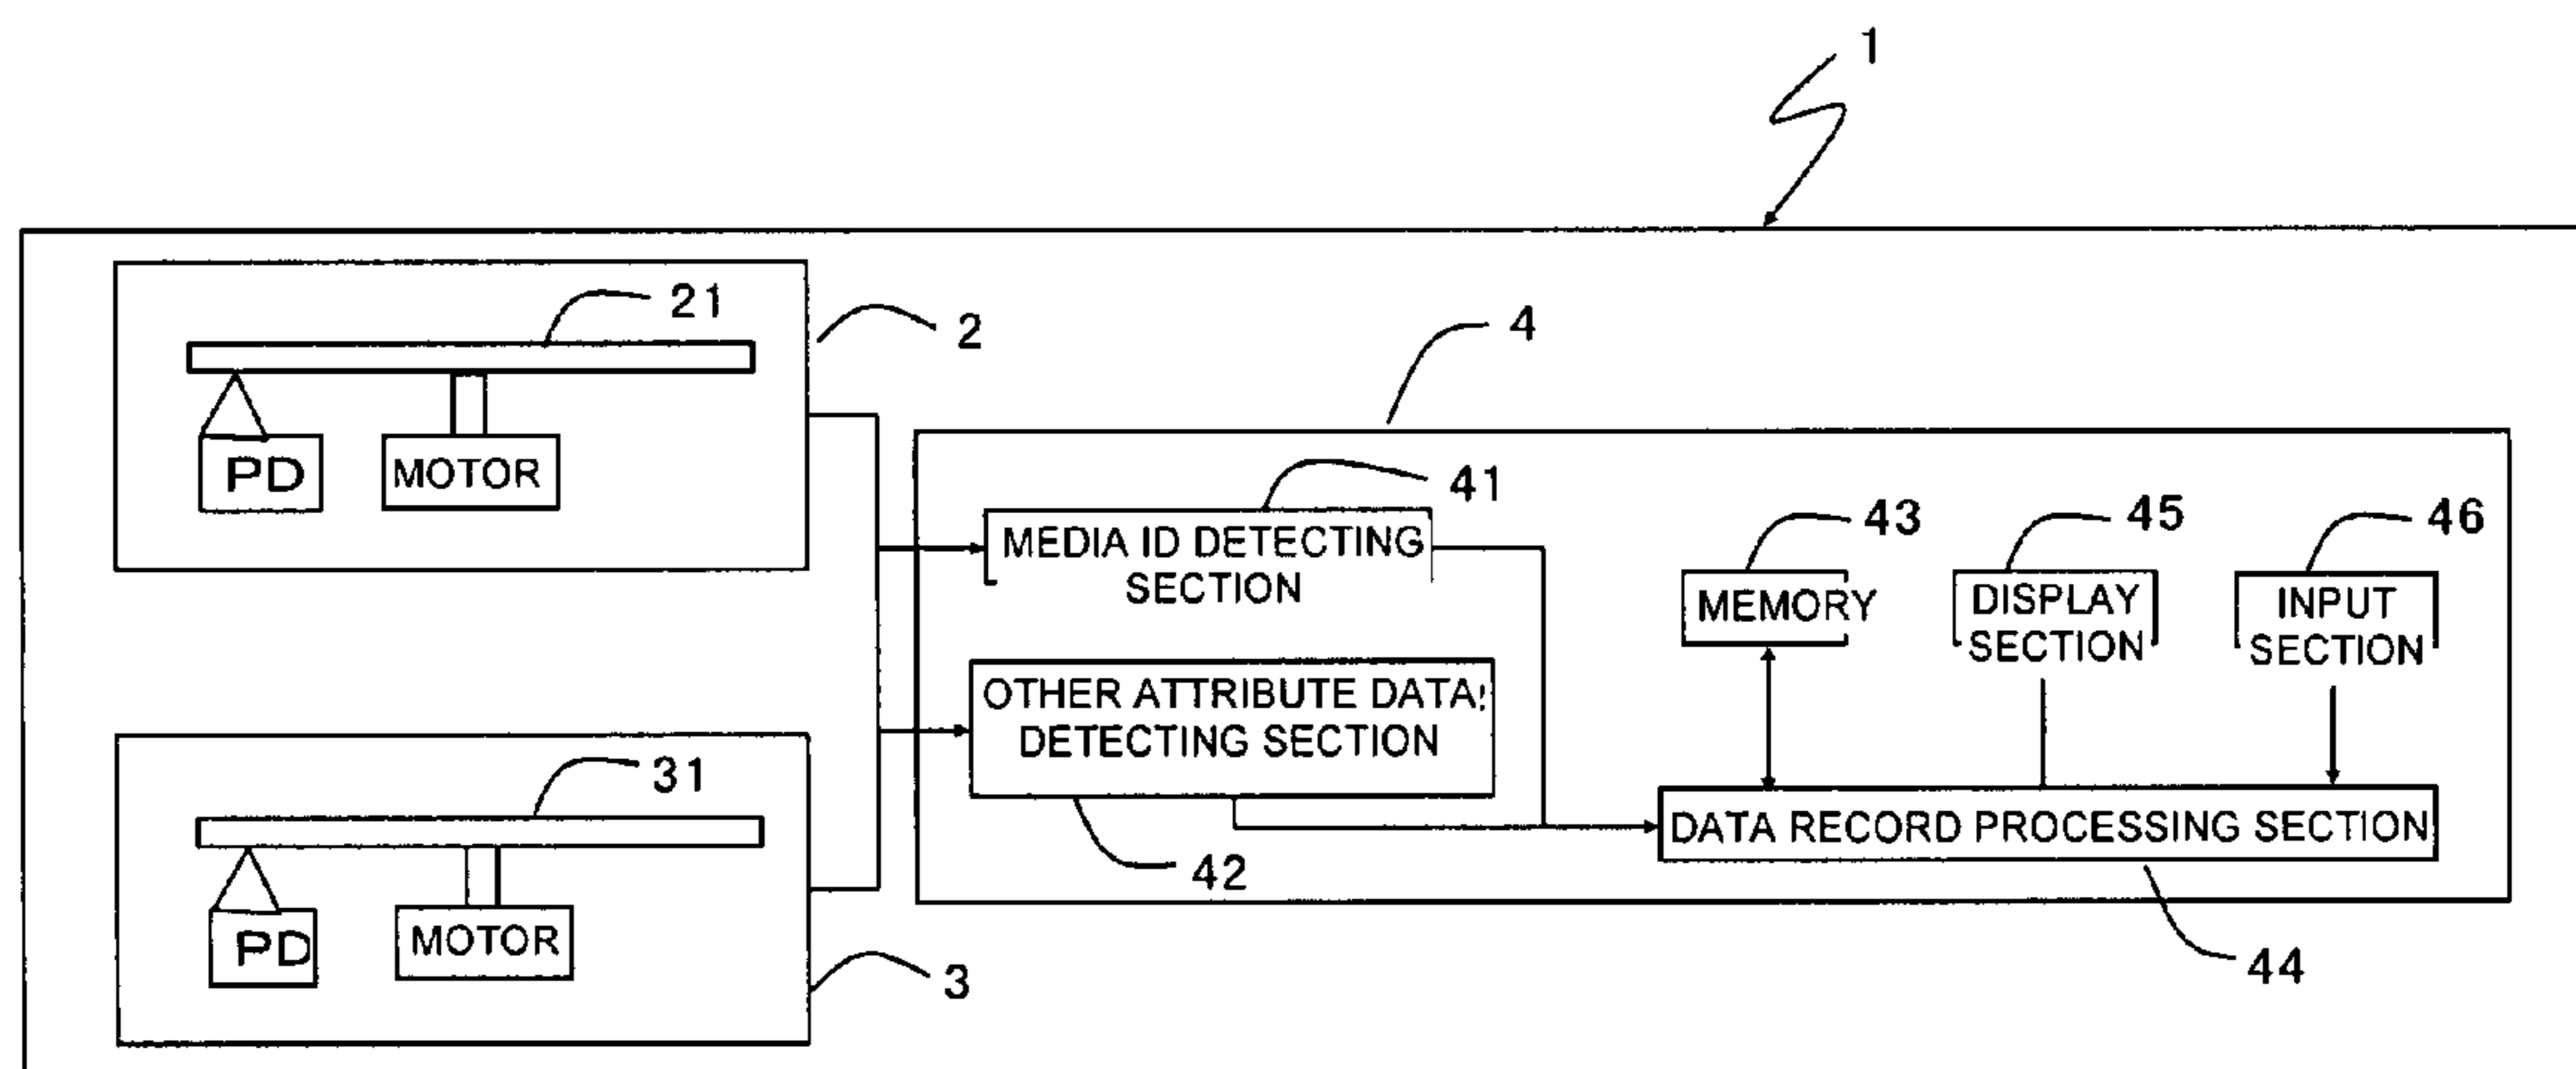 1
21
2
PD
MOTOR
4
41
MEDIA ID DETECTING
SECTION
43
MEMORY
45
DISPLAY
SECTION
46
INPUT
SECTION
OTHER ATTRIBUTE DATA
DETECTING SECTION
42
DATA RECORD PROCESSING SECTION
44
31
PD
MOTOR
3